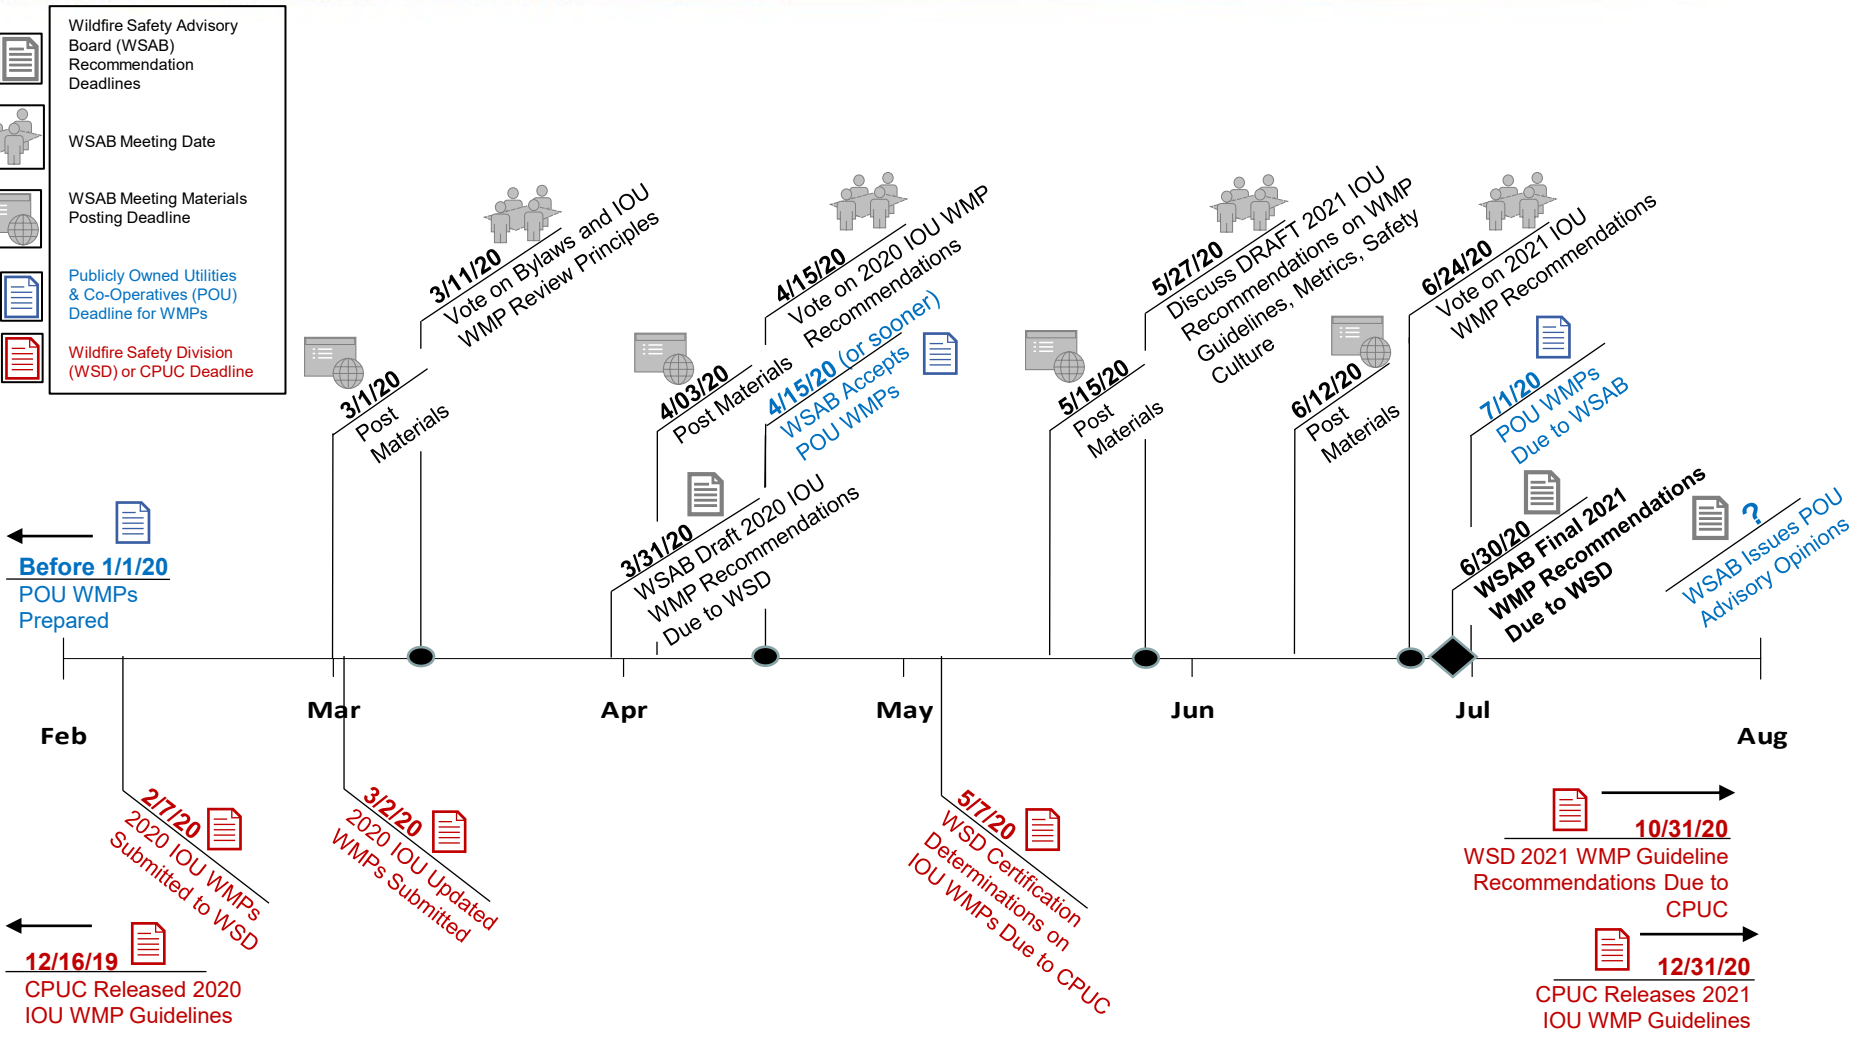 Wildfire Safety Advisory
Board (WSAB)
Recommendation
Deadlines
WSAB Meeting Date
WSAB Meeting Materials
Posting Deadline
Publicly Owned Utilities
& Co-Operatives (POU)
Deadline for WMPs
Wildfire Safety Division
(WSD) or CPUC Deadline
Before 1/1/20
POU WMPs
Prepared
3/1/20
Post
Materials
3/11/20
Vote on Bylaws and IOU
WMP Review Principles
3/31/20
WSAB Draft 2020 IOU
WMP Recommendations
Due to WSD
4/03/20
Post Materials
4/15/20
Vote on 2020 IOU WMP
Recommendations
4/15/20 (or sooner)
WSAB Accepts
POU WMPs
5/15/20
Post
Materials
5/27/20
Discuss DRAFT 2021 IOU
Recommendations on WMP
Guidelines, Metrics, Safety
Culture
6/12/20
Post
Materials
6/24/20
Vote on 2021 IOU
WMP Recommendations
7/1/20
POU WMPs
Due to WSAB
6/30/20
WSAB Final 2021
WMP Recommendations
Due to WSD
?
WSAB Issues POU
Advisory Opinions
Feb
Mar
Apr
May
Jun
Jul
Aug
2/7/20
2020 IOU WMPs
Submitted to WSD
3/2/20
2020 IOU Updated
WMPs Submitted
5/7/20
WSD Certification
Determinations on
IOU WMPs Due to CPUC
10/31/20
WSD 2021 WMP Guideline
Recommendations Due to
CPUC
12/16/19
CPUC Released 2020
IOU WMP Guidelines
12/31/20
CPUC Releases 2021
IOU WMP Guidelines